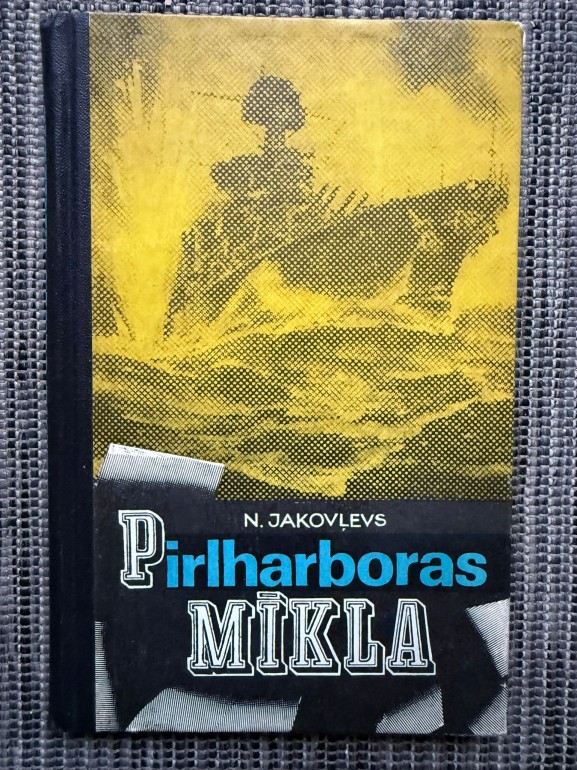 N. JAKOVĻEVS
Pirlharboras
MĪKLA